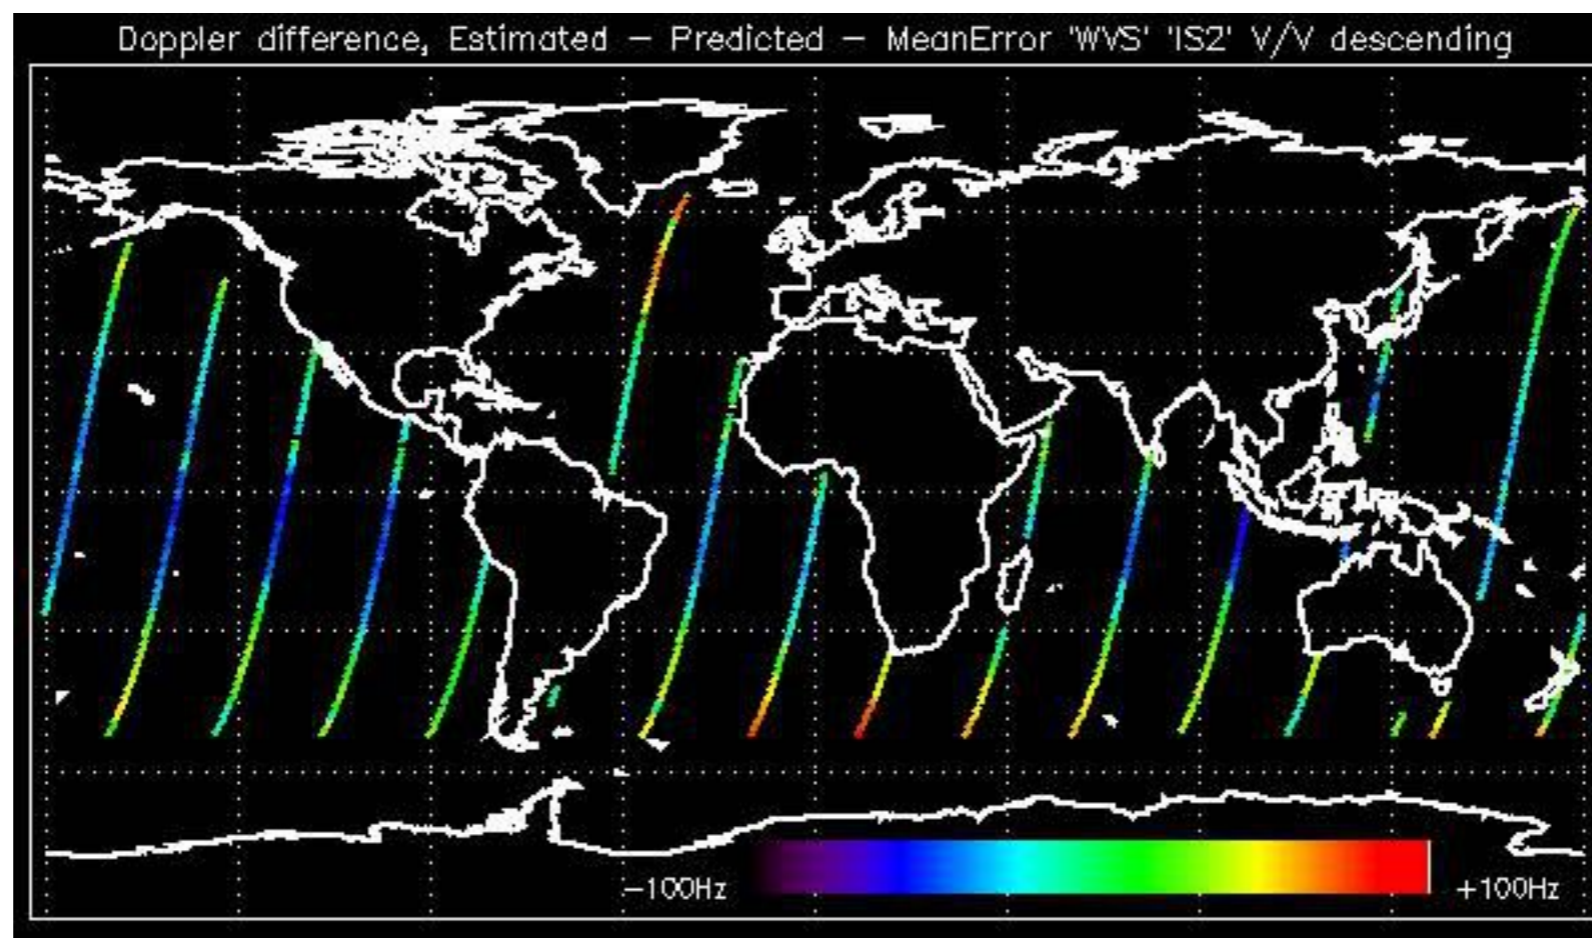 Doppler difference, Estimated – Predicted – MeanError 'WVS' 'IS2' V/V descending
-100Hz +100Hz